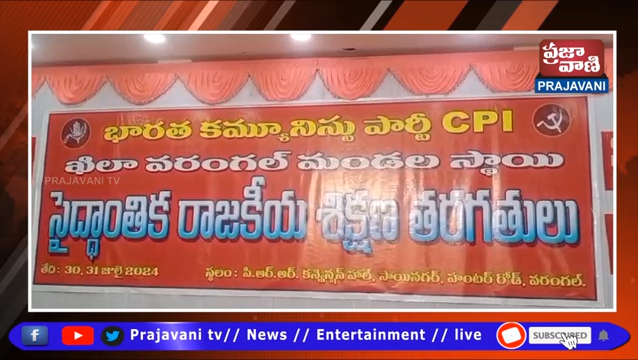 ప్రజా
వాణి
PRAJAVANI
భారత కమ్యూనిస్టు పార్టీ CPI
ఖిలా వరంగల్ మండల స్థాయి
PRAJAVANI TV
సైద్ధాంతిక రాజకీయ శిక్షణ తరగతులు
తేది : 30, 31 జులై 2024 స్థలం : పి.ఆర్.ఆర్. కన్వెన్షన్ హాల్, సాయినగర్, హంటర్ రోడ్, వరంగల్.
Prajavani tv// News // Entertainment // live
SUBSCRIBED